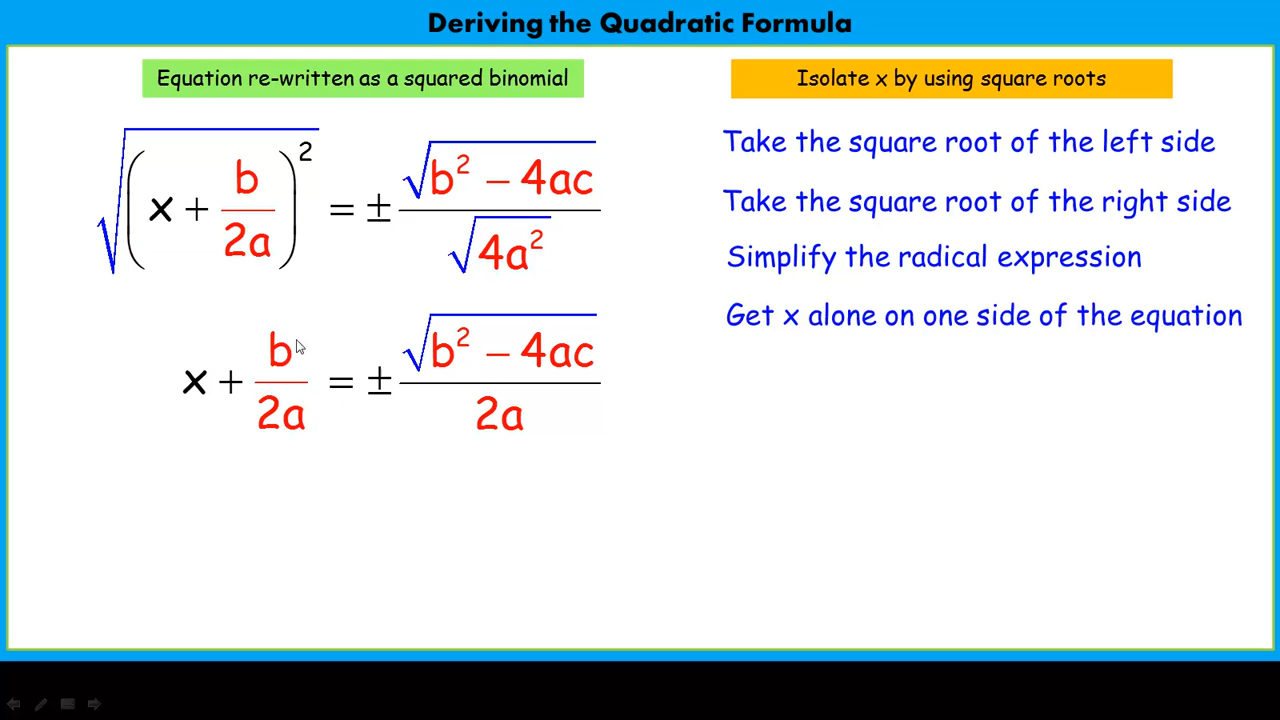 Deriving the Quadratic Formula
Equation re-written as a squared binomial
√(x + b/2a)² = ± √(b² − 4ac)/√(4a²)
x + b/2a = ± √(b² − 4ac)/2a
Isolate x by using square roots
Take the square root of the left side
Take the square root of the right side
Simplify the radical expression
Get x alone on one side of the equation